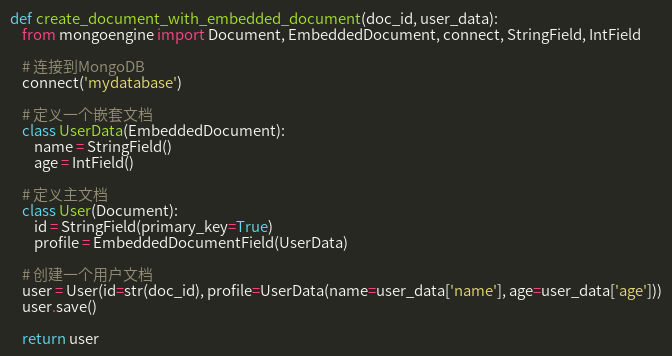 def create_document_with_embedded_document(doc_id, user_data):
from mongoengine import Document, EmbeddedDocument, connect, StringField, IntField
# 连接到MongoDB
connect('mydatabase')
# 定义一个嵌套文档
class UserData(EmbeddedDocument):
name = StringField()
age = IntField()
# 定义主文档
class User(Document):
id = StringField(primary_key=True)
profile = EmbeddedDocumentField(UserData)
# 创建一个用户文档
user = User(id=str(doc_id), profile=UserData(name=user_data['name'], age=user_data['age']))
user.save()
return user